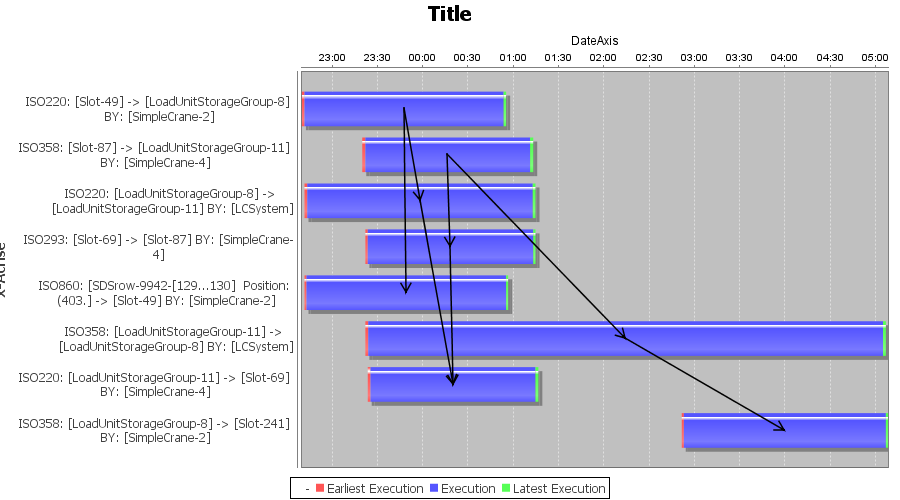 Title
DateAxis
23:00 23:30 00:00 00:30 01:00 01:30 02:00 02:30 03:00 03:30 04:00 04:30 05:00
ISO220: [Slot-49] -> [LoadUnitStorageGroup-8]
BY: [SimpleCrane-2]
ISO358: [Slot-87] -> [LoadUnitStorageGroup-11]
BY: [SimpleCrane-4]
ISO220: [LoadUnitStorageGroup-8] ->
[LoadUnitStorageGroup-11] BY: [LCSystem]
ISO293: [Slot-69] -> [Slot-87] BY: [SimpleCrane-
4]
ISO860: [SDSrow-9942-[129...130] Position:
(403.] -> [Slot-49] BY: [SimpleCrane-2]
ISO358: [LoadUnitStorageGroup-11] ->
[LoadUnitStorageGroup-8] BY: [LCSystem]
ISO220: [LoadUnitStorageGroup-11] -> [Slot-69]
BY: [SimpleCrane-4]
ISO358: [LoadUnitStorageGroup-8] -> [Slot-241]
BY: [SimpleCrane-2]
- Earliest Execution Execution Latest Execution